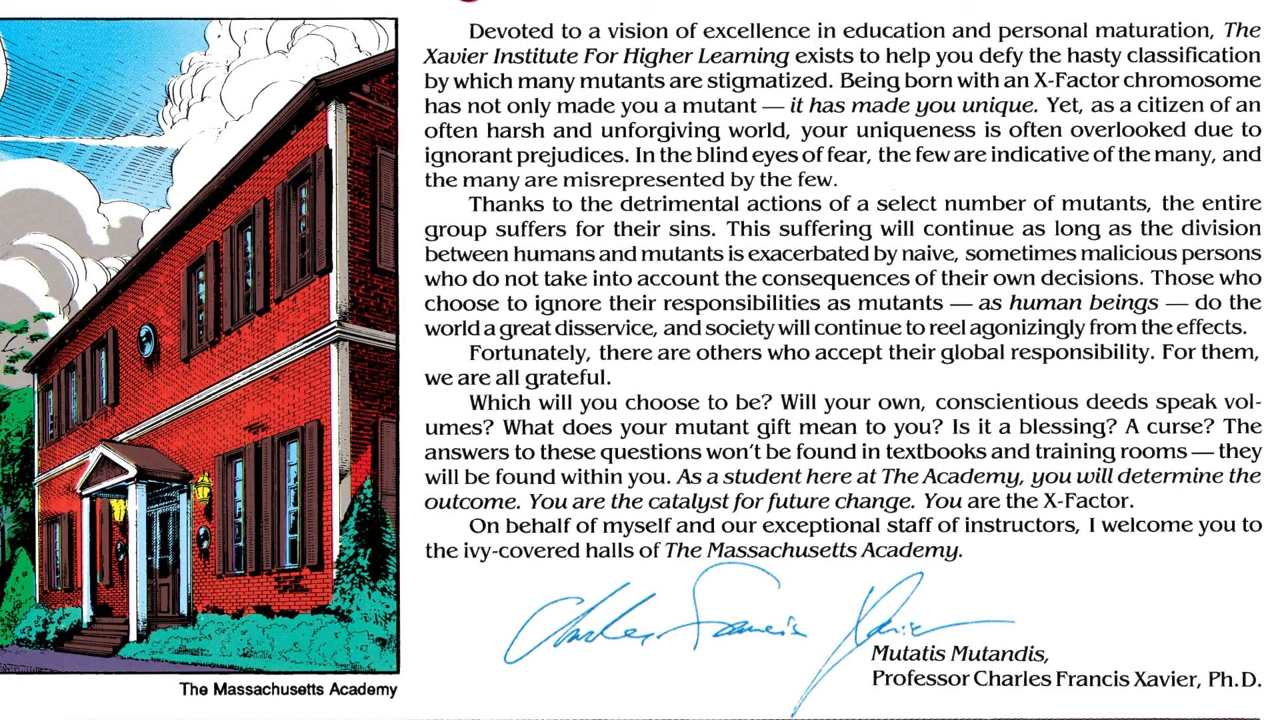 Devoted to a vision of excellence in education and personal maturation, The
Xavier Institute For Higher Learning exists to help you defy the hasty classification
by which many mutants are stigmatized. Being born with an X-Factor chromosome
has not only made you a mutant — it has made you unique. Yet, as a citizen of an
often harsh and unforgiving world, your uniqueness is often overlooked due to
ignorant prejudices. In the blind eyes of fear, the few are indicative of the many, and
the many are misrepresented by the few.
Thanks to the detrimental actions of a select number of mutants, the entire
group suffers for their sins. This suffering will continue as long as the division
between humans and mutants is exacerbated by naive, sometimes malicious persons
who do not take into account the consequences of their own decisions. Those who
choose to ignore their responsibilities as mutants — as human beings — do the
world a great disservice, and society will continue to reel agonizingly from the effects.
Fortunately, there are others who accept their global responsibility. For them,
we are all grateful.
Which will you choose to be? Will your own, conscientious deeds speak vol-
umes? What does your mutant gift mean to you? Is it a blessing? A curse? The
answers to these questions won't be found in textbooks and training rooms — they
will be found within you. As a student here at The Academy, you will determine the
outcome. You are the catalyst for future change. You are the X-Factor.
On behalf of myself and our exceptional staff of instructors, I welcome you to
the ivy-covered halls of The Massachusetts Academy.
Charles Francis Xavier
Mutatis Mutandis,
Professor Charles Francis Xavier, Ph.D.
The Massachusetts Academy